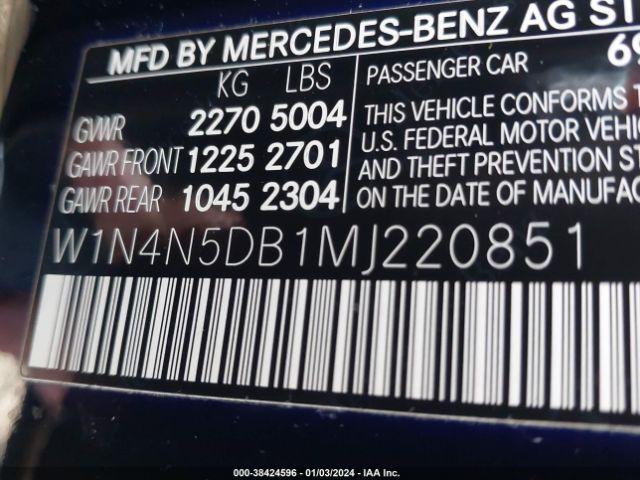 MFD BY MERCEDES-BENZ AG
KG LBS
GVWR 2270 5004
GAWR FRONT 1225 2701
GAWR REAR 1045 2304
PASSENGER CAR
THIS VEHICLE CONFORMS
U.S. FEDERAL MOTOR
AND THEFT PREVENTION
ON THE DATE OF
W1N4N5DB1MJ220851
00-38424596 - 01/03/2024 - IAA Inc.